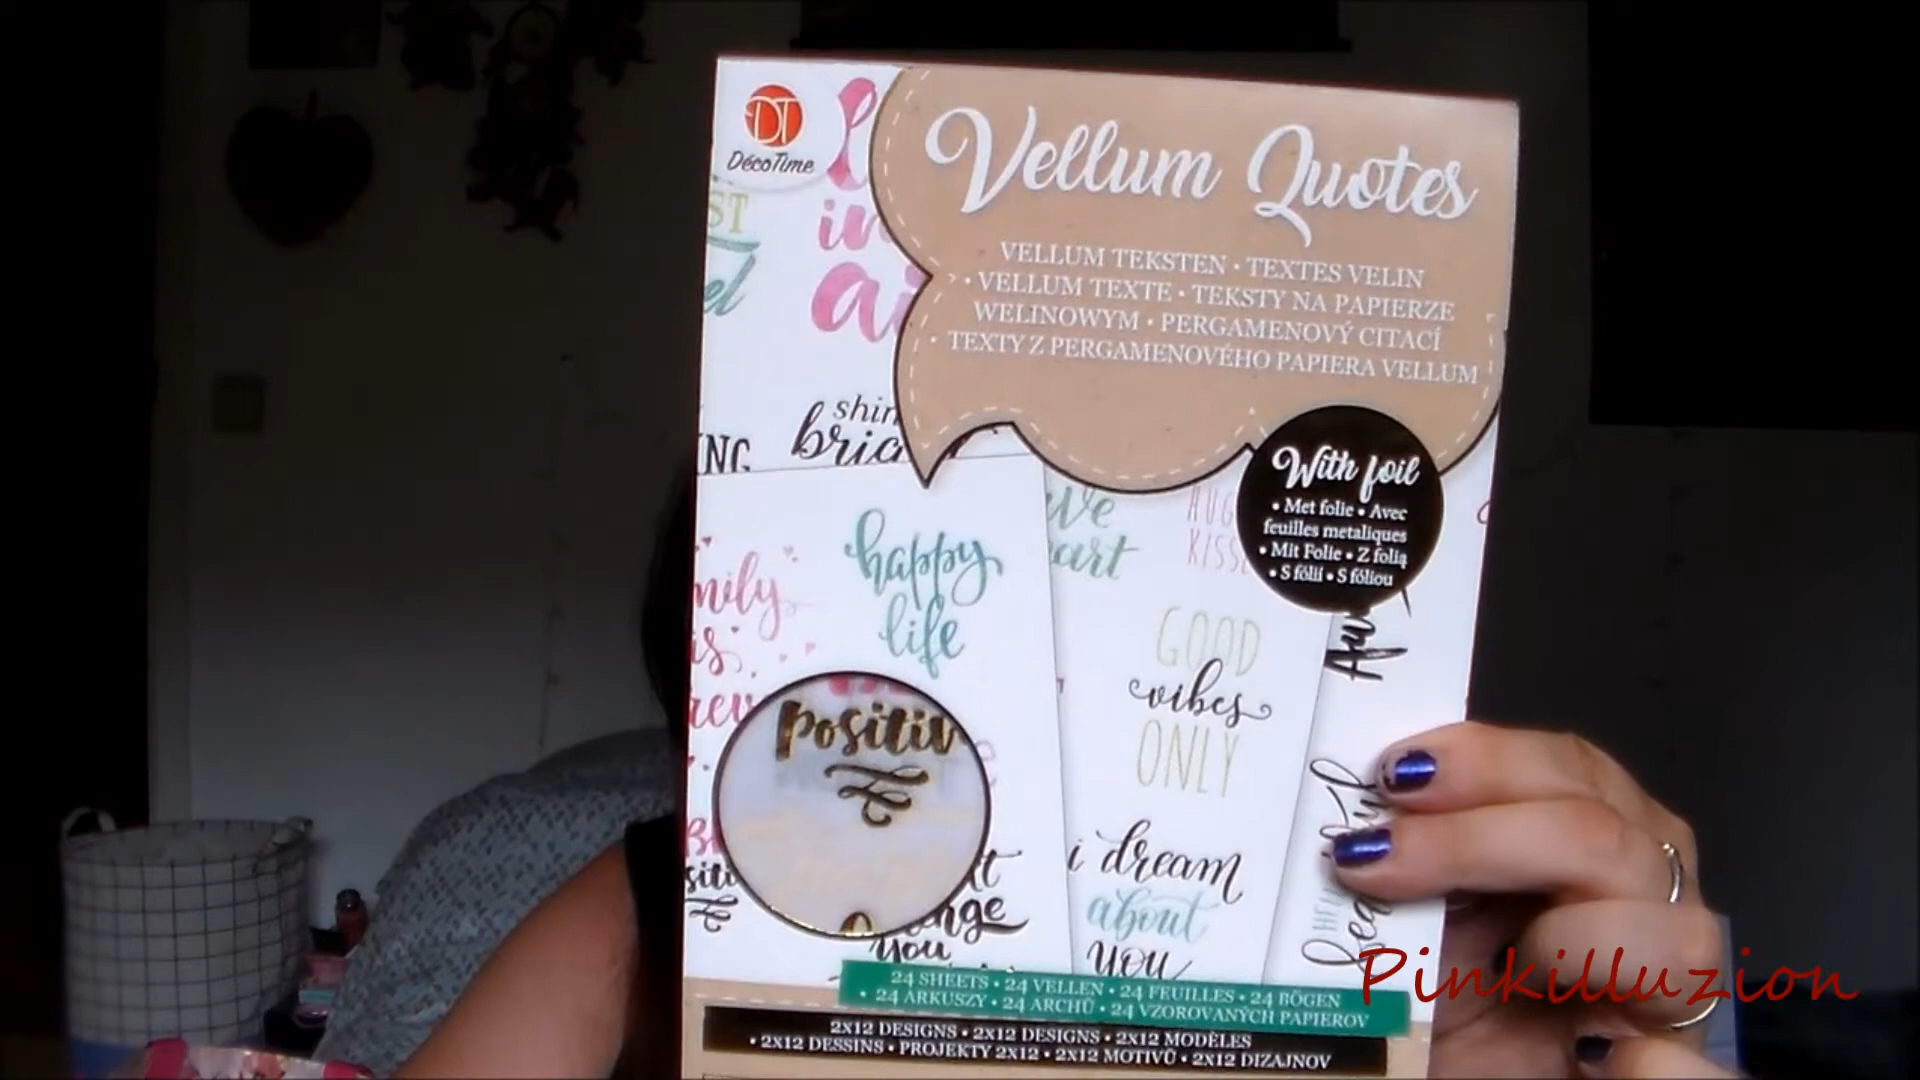 DT
DécoTime
Vellum Quotes
VELLUM TEKSTEN • TEXTES VELIN
• VELLUM TEXTE • TEKSTY NA PAPIERZE
WELINOWYM • PERGAMENOVÝ CITACÍ
• TEXTY Z PERGAMENOVÉHO PAPIERA VELLUM
With foil
• Met folie • Avec
feuilles metaliques
• Mit Folie • Z folią
• S fólií • S fóliou
in
happy
life
is
GOOD
vibes
ONLY
positiv
i dream
about
you
you
24 SHEETS • 24 VELLEN • 24 FEUILLES • 24 BÖGEN
• 24 ARKUSZY • 24 ARCHŮ • 24 VZOROVANÝCH PAPIEROV
2x12 DESIGNS • 2x12 DESIGNS • 2x12 MODÈLES
• 2x12 DESSINS • PROJEKTY 2x12 • 2x12 MOTIVŮ • 2x12 DIZAJNOV
Pinkilluzion